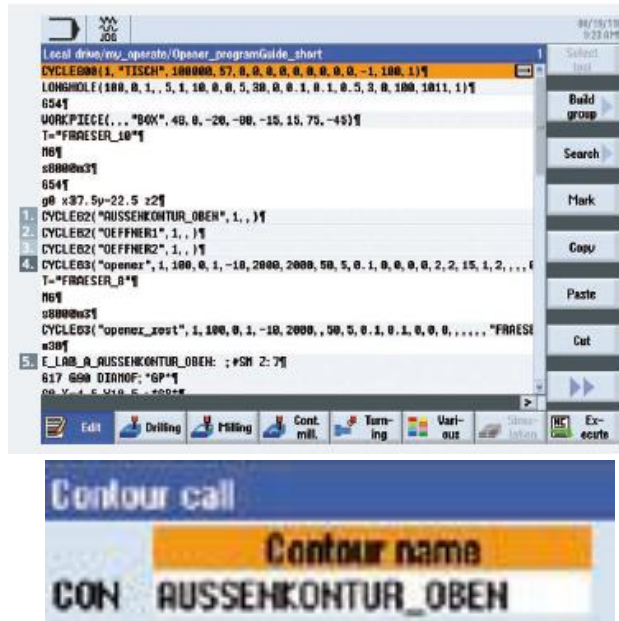 JOG
Local drive/my_operate/Opener_programGuide_short 1
Select
tool
CYCLE800(1,"TISCH",100000,57,0,0,0,0,0,0,0,0,0,-1,100,1)¶
LONGHOLE(100,0,1,,5,1,10,0,0,5,30,0,0.1,0.1,0.5,3,0,100,1011,1)¶
G54¶
Build
group
WORKPIECE(,,,"BOX",48,0,-20,-80,-15,15,75,-45)¶
T="FRAESER_10"¶
M6¶
Search
s8000m3¶
G54¶
g0 x37.5y-22.5 z2¶
Mark
1. CYCLE62("AUSSENKONTUR_OBEN",1,,)¶
2. CYCLE62("OEFFNER1",1,,)¶
3. CYCLE62("OEFFNER2",1,,)¶
Copy
4. CYCLE63("opener",1,100,0,1,-10,2000,2000,50,5,0.1,0,0,0,0,2,2,15,1,2,,,,
T="FRAESER_8"¶
M6¶
Paste
s8000m3¶
CYCLE63("opener_rest",1,100,0,1,-10,2000,,50,5,0.1,0.1,0,0,0,,,,,,"FRAESE
m30¶
Cut
5. E_LAB_A_AUSSENKONTUR_OBEN: ;#SM Z:7¶
G17 G90 DIAMOF;*GP*¶
Edit Drilling Milling Cont. mill. Turn- ing Vari- ous Simu- lation NC Ex- ecute
Contour call
Contour name
CON AUSSENKONTUR_OBEN